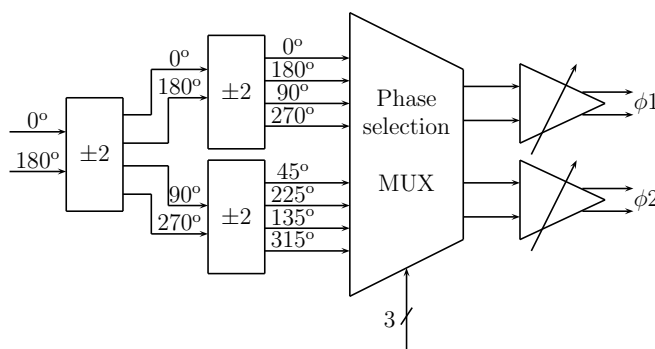 0º
180º
±2
0º
180º
90º
270º
±2
0º
180º
90º
270º
±2
45º
225º
135º
315º
Phase
selection
MUX
3
ϕ1
ϕ2